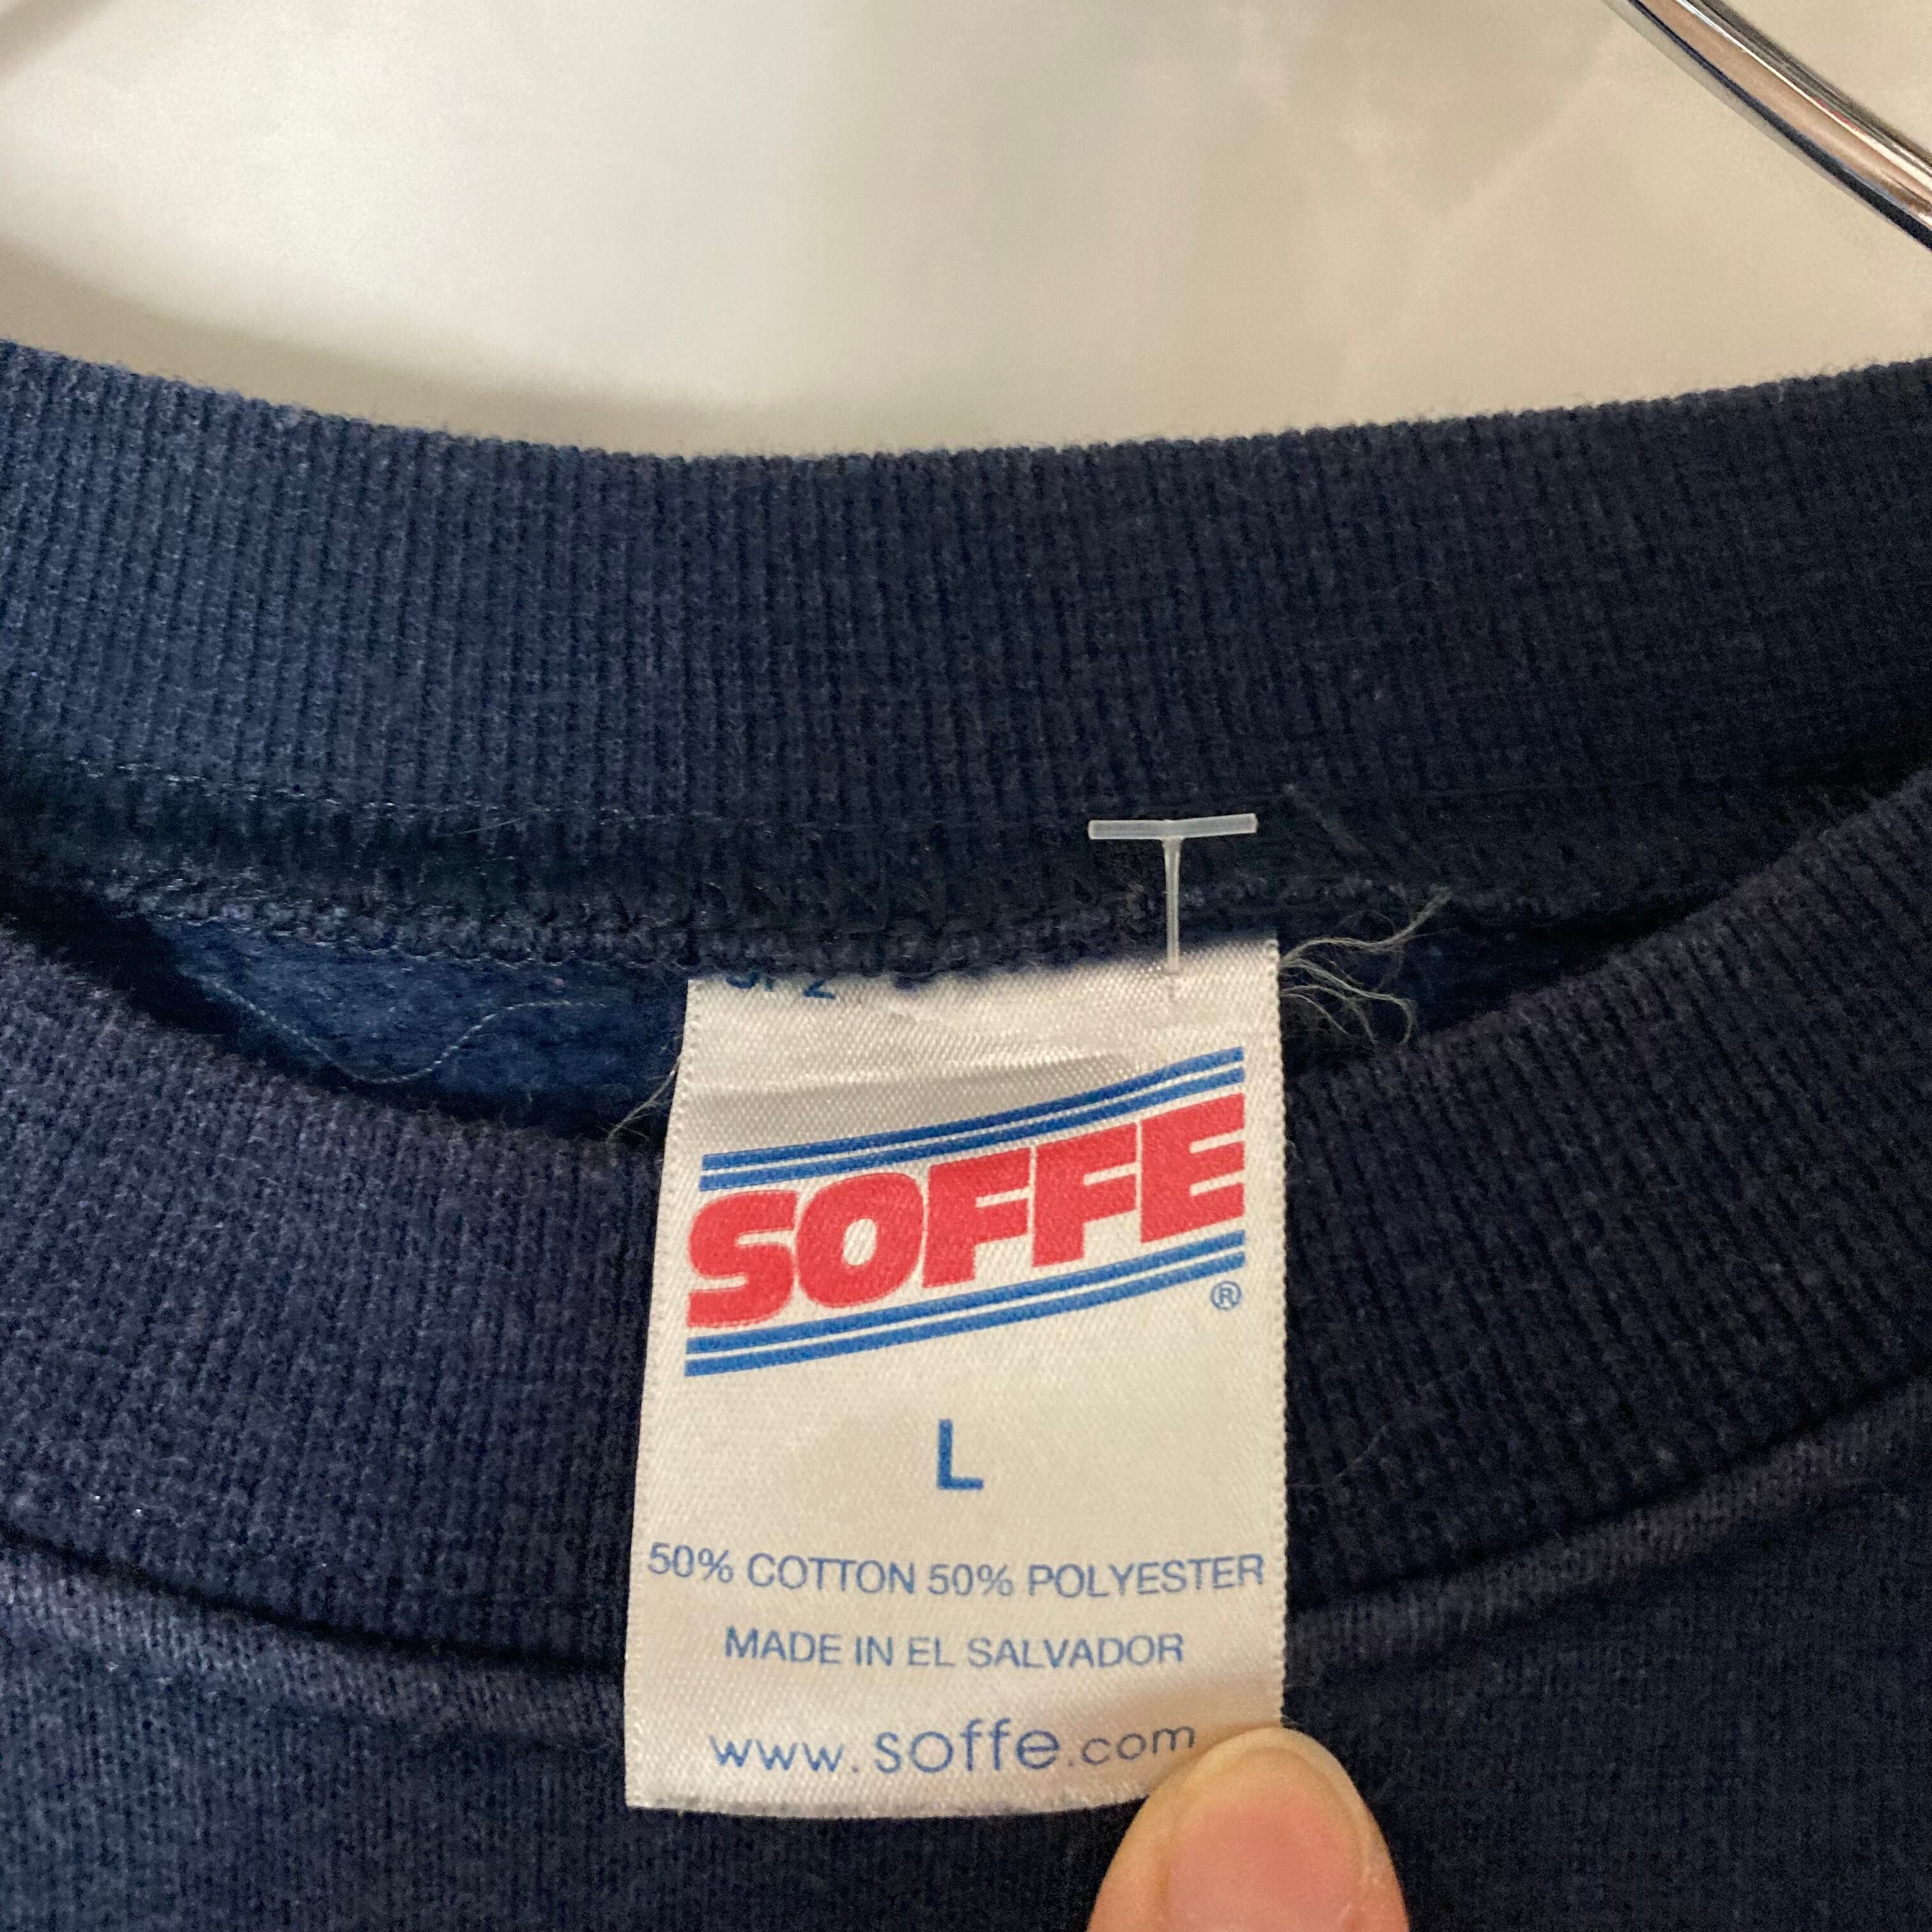 SOFFE
®
L
50% COTTON 50% POLYESTER
MADE IN EL SALVADOR
www.soffe.com